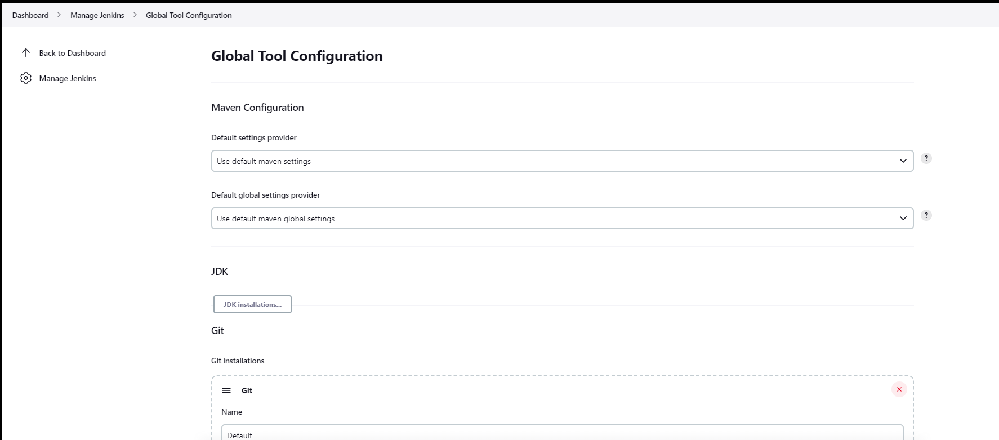 Dashboard > Manage Jenkins > Global Tool Configuration
Back to Dashboard
Manage Jenkins
Global Tool Configuration
Maven Configuration
Default settings provider
Use default maven settings
?
Default global settings provider
Use default maven global settings
?
JDK
JDK installations...
Git
Git installations
Git
Name
Default